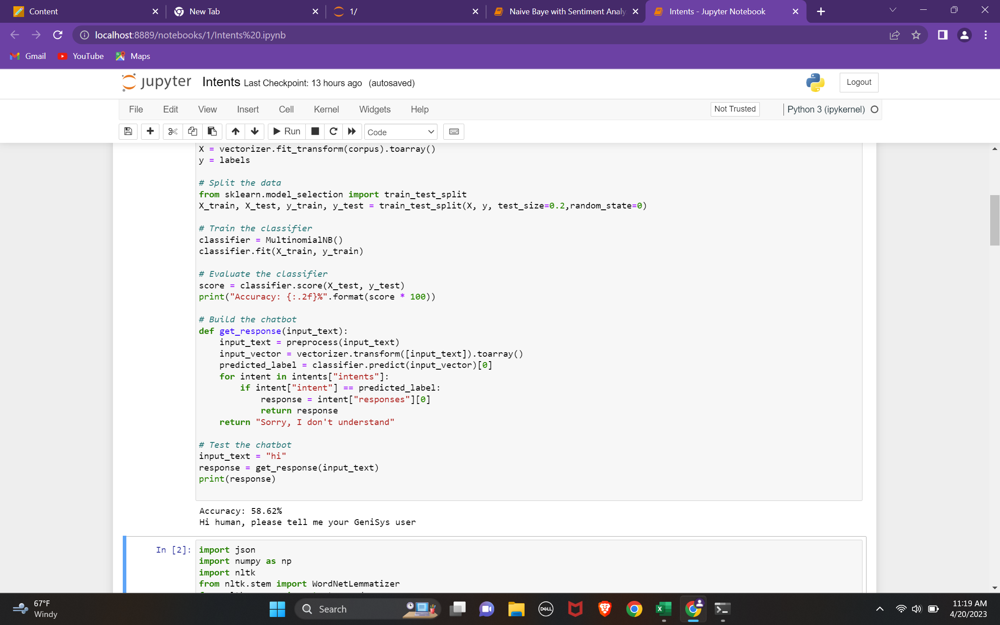 Content
New Tab
1/
Naive Baye with Sentiment Analy
Intents - Jupyter Notebook
localhost:8889/notebooks/1/Intents%20.ipynb
Gmail
YouTube
Maps
jupyter
Intents Last Checkpoint: 13 hours ago (autosaved)
Logout
File Edit View Insert Cell Kernel Widgets Help
Not Trusted
Python 3 (ipykernel)
Run
Code
X = vectorizer.fit_transform(corpus).toarray()
y = labels
# Split the data
from sklearn.model_selection import train_test_split
X_train, X_test, y_train, y_test = train_test_split(X, y, test_size=0.2,random_state=0)
# Train the classifier
classifier = MultinomialNB()
classifier.fit(X_train, y_train)
# Evaluate the classifier
score = classifier.score(X_test, y_test)
print("Accuracy: {:.2f}%".format(score * 100))
# Build the chatbot
def get_response(input_text):
    input_text = preprocess(input_text)
    input_vector = vectorizer.transform([input_text]).toarray()
    predicted_label = classifier.predict(input_vector)[0]
    for intent in intents["intents"]:
        if intent["intent"] == predicted_label:
            response = intent["responses"][0]
            return response
    return "Sorry, I don't understand"
# Test the chatbot
input_text = "hi"
response = get_response(input_text)
print(response)
Accuracy: 58.62%
Hi human, please tell me your GeniSys user
In [2]:
import json
import numpy as np
import nltk
from nltk.stem import WordNetLemmatizer
67°F
Windy
Search
DELL
11:19 AM
4/20/2023